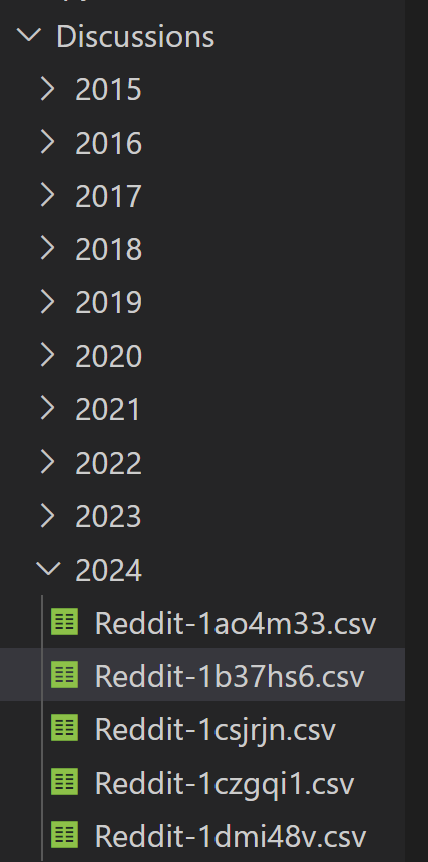 Discussions
2015
2016
2017
2018
2019
2020
2021
2022
2023
2024
Reddit-1ao4m33.csv
Reddit-1b37hs6.csv
Reddit-1csjrjn.csv
Reddit-1czgqi1.csv
Reddit-1dmi48v.csv